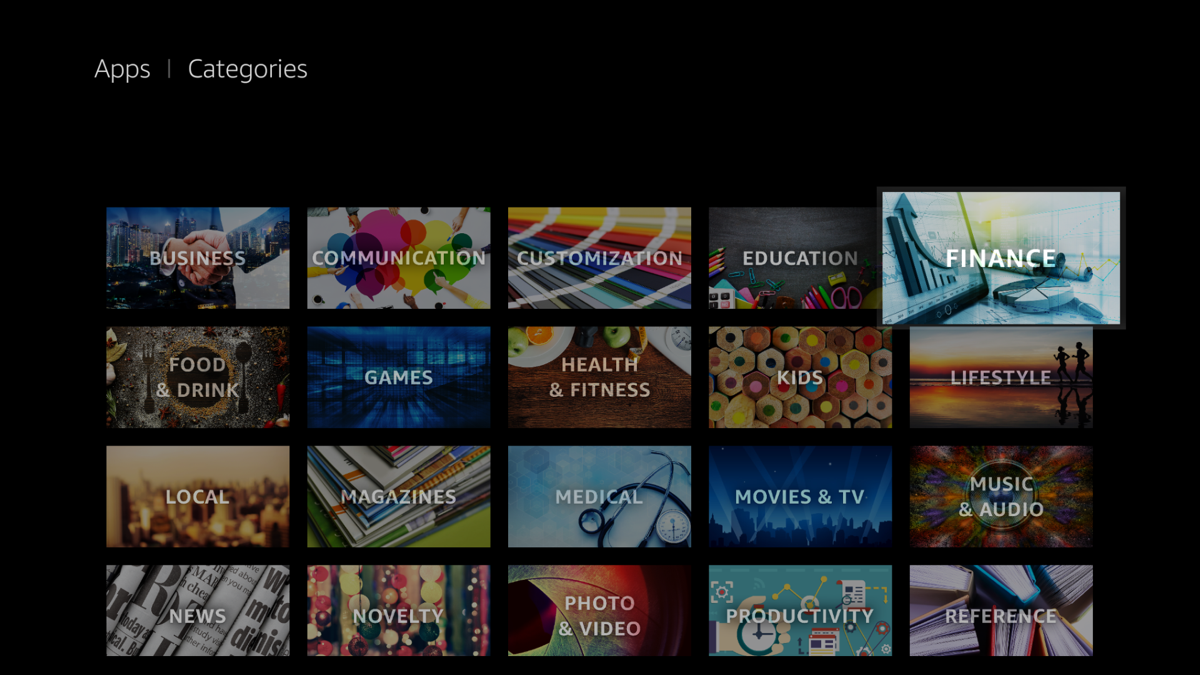 Apps | Categories
BUSINESS
COMMUNICATION
CUSTOMIZATION
EDUCATION
FINANCE
FOOD
& DRINK
GAMES
HEALTH
& FITNESS
KIDS
LIFESTYLE
LOCAL
MAGAZINES
MEDICAL
MOVIES & TV
MUSIC
& AUDIO
NEWS
NOVELTY
PHOTO
& VIDEO
PRODUCTIVITY
REFERENCE